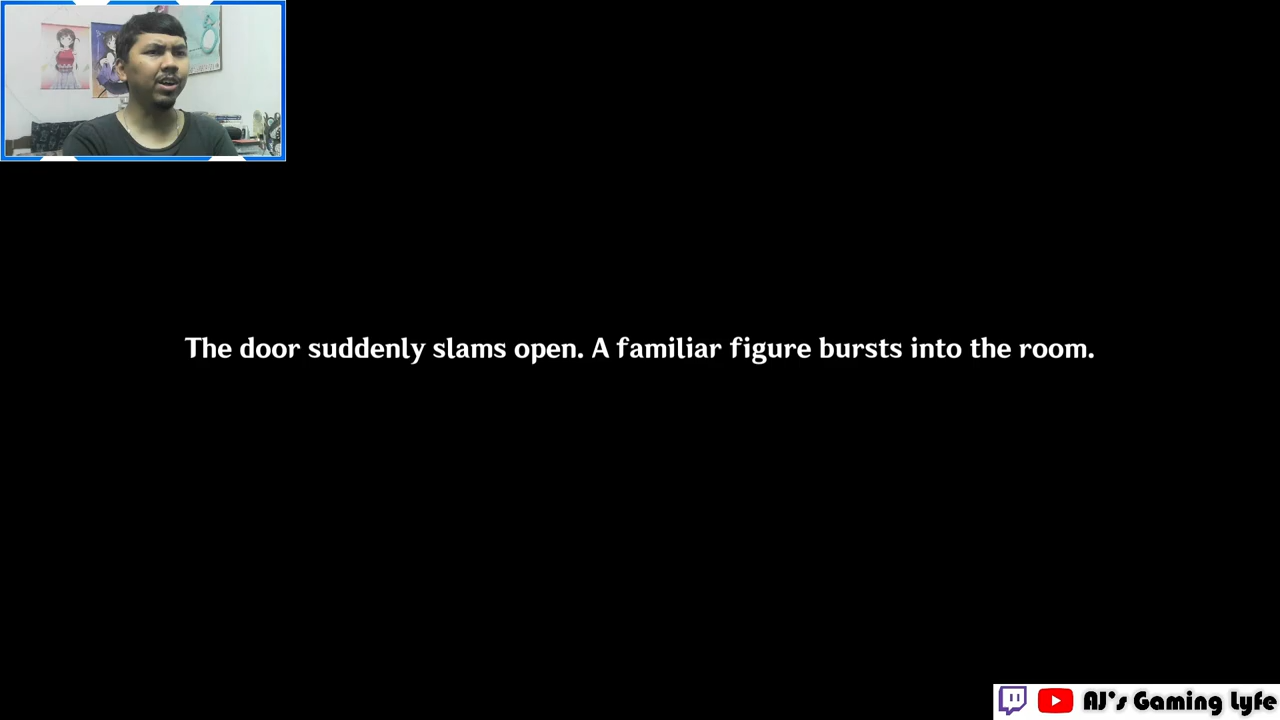 The door suddenly slams open. A familiar figure bursts into the room.
AJ's Gaming Lyfe